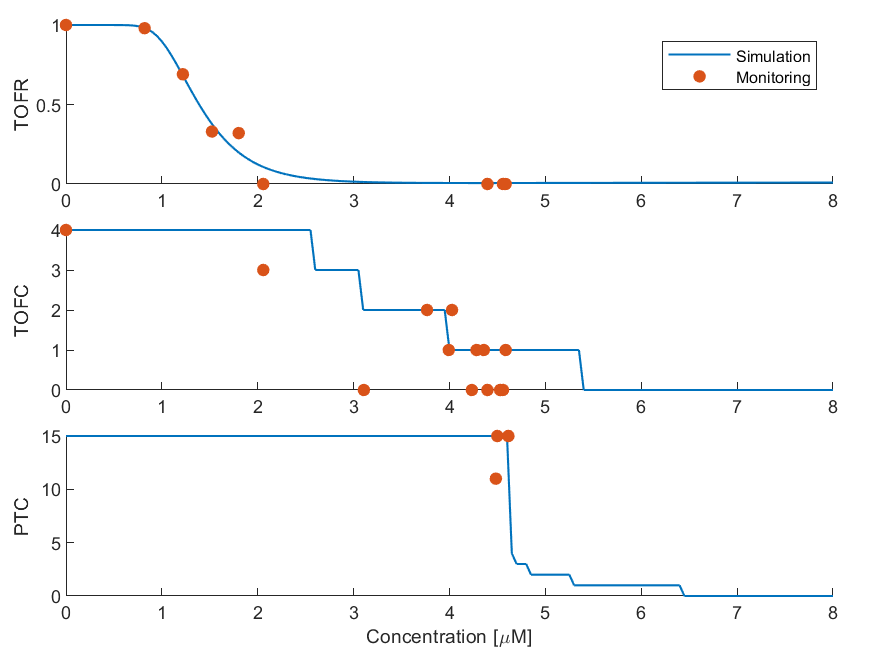 1
0.5
0
TOFR
Simulation
Monitoring
0 1 2 3 4 5 6 7 8
4
3
2
1
0
TOFC
0 1 2 3 4 5 6 7 8
15
10
5
0
PTC
0 1 2 3 4 5 6 7 8
Concentration [μM]